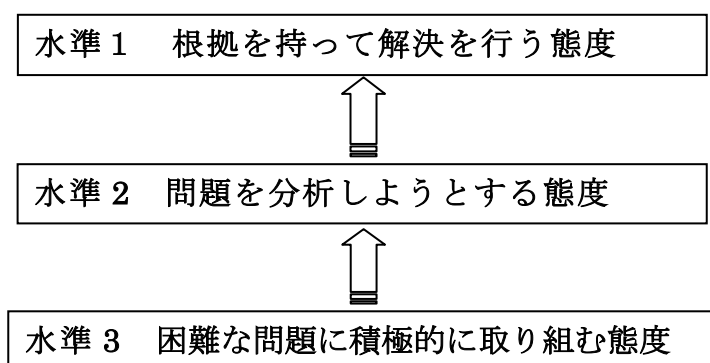 水準１　根拠を持って解決を行う態度
水準２　問題を分析しようとする態度
水準３　困難な問題に積極的に取り組む態度